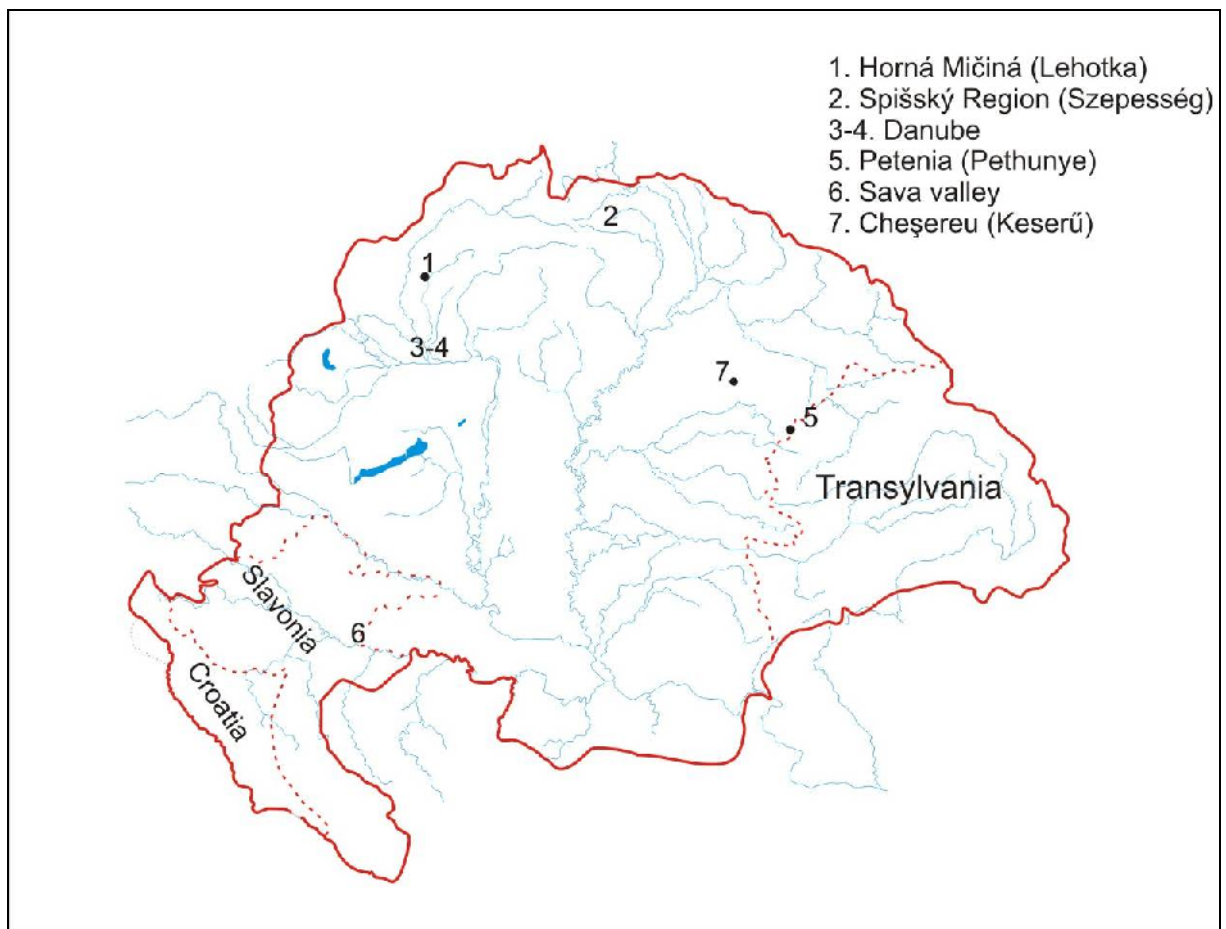 1. Horná Mičiná (Lehotka)
2. Spišský Region (Szepesség)
3-4. Danube
5. Petenia (Pethunye)
6. Sava valley
7. Cheşereu (Keserű)
2
1
3-4
7
5
Transylvania
Slavonia
6
Croatia